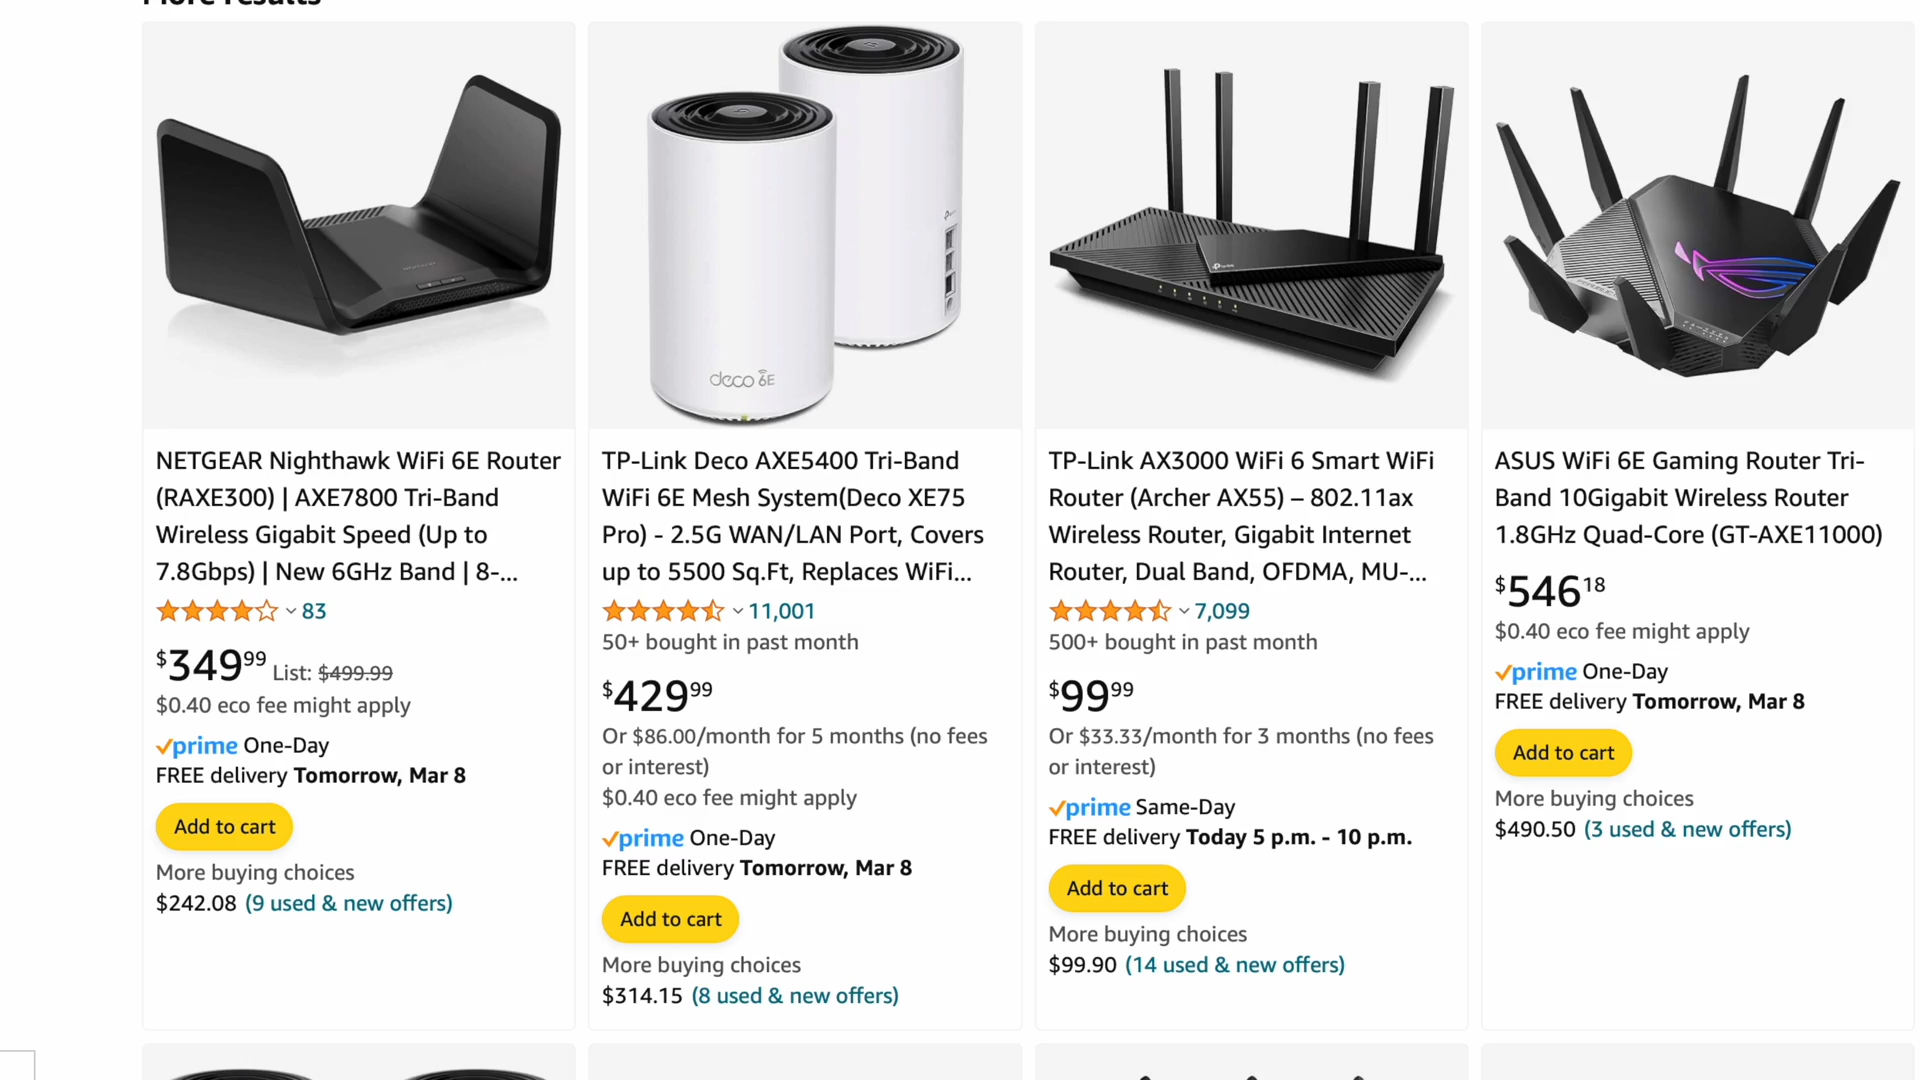 More results
deco 6E
NETGEAR Nighthawk WiFi 6E Router
(RAXE300) | AXE7800 Tri-Band
Wireless Gigabit Speed (Up to
7.8Gbps) | New 6GHz Band | 8-...
83
$349.99 List: $499.99
$0.40 eco fee might apply
prime One-Day
FREE delivery Tomorrow, Mar 8
Add to cart
More buying choices
$242.08 (9 used & new offers)
TP-Link Deco AXE5400 Tri-Band
WiFi 6E Mesh System(Deco XE75
Pro) - 2.5G WAN/LAN Port, Covers
up to 5500 Sq.Ft, Replaces WiFi...
11,001
50+ bought in past month
$429.99
Or $86.00/month for 5 months (no fees
or interest)
$0.40 eco fee might apply
prime One-Day
FREE delivery Tomorrow, Mar 8
Add to cart
More buying choices
$314.15 (8 used & new offers)
TP-Link AX3000 WiFi 6 Smart WiFi
Router (Archer AX55) – 802.11ax
Wireless Router, Gigabit Internet
Router, Dual Band, OFDMA, MU-...
7,099
500+ bought in past month
$99.99
Or $33.33/month for 3 months (no fees
or interest)
prime Same-Day
FREE delivery Today 5 p.m. - 10 p.m.
Add to cart
More buying choices
$99.90 (14 used & new offers)
ASUS WiFi 6E Gaming Router Tri-
Band 10Gigabit Wireless Router
1.8GHz Quad-Core (GT-AXE11000)
$546.18
$0.40 eco fee might apply
prime One-Day
FREE delivery Tomorrow, Mar 8
Add to cart
More buying choices
$490.50 (3 used & new offers)